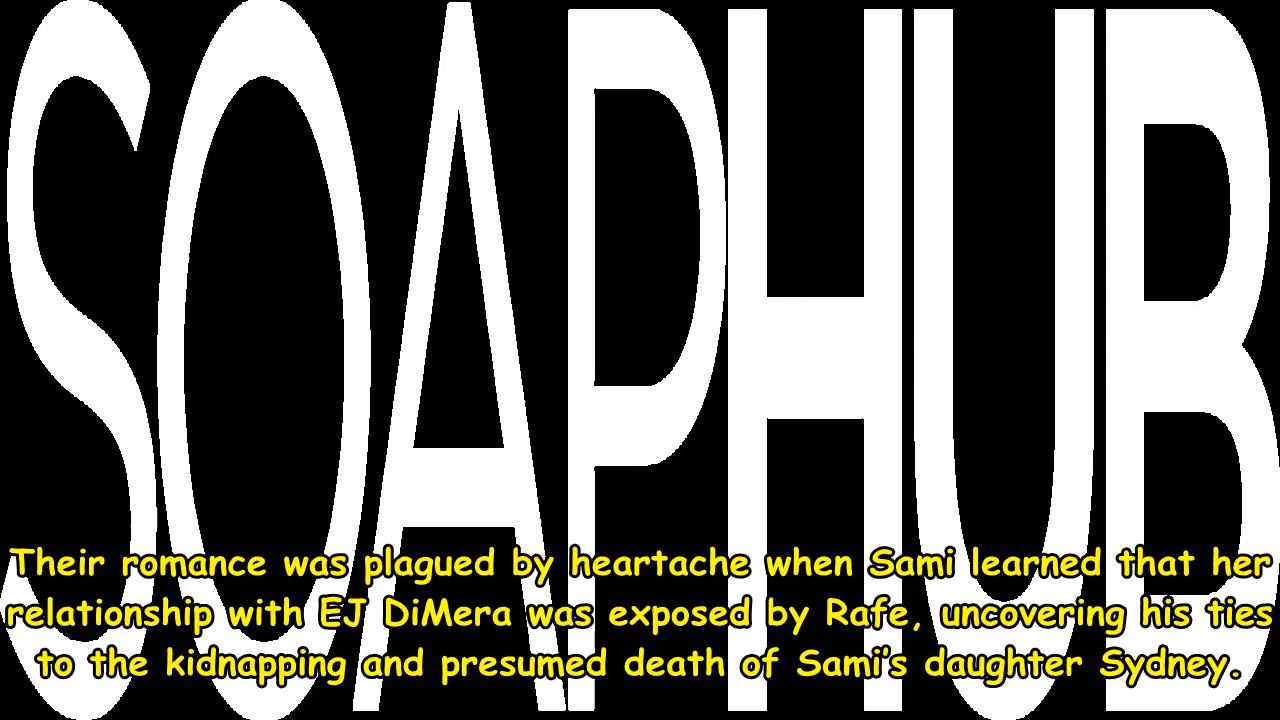 SOAPHUB
Their romance was plagued by heartache when Sami learned that her
relationship with EJ DiMera was exposed by Rafe, uncovering his ties
to the kidnapping and presumed death of Sami's daughter Sydney.